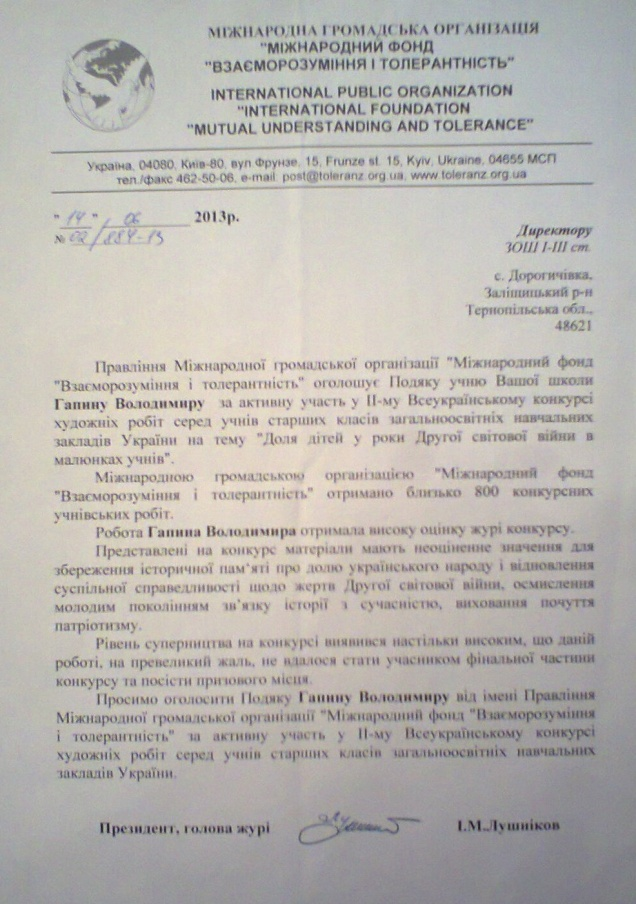 МІЖНАРОДНА ГРОМАДСЬКА ОРГАНІЗАЦІЯ
"МІЖНАРОДНИЙ ФОНД
"ВЗАЄМОРОЗУМІННЯ І ТОЛЕРАНТНІСТЬ"
INTERNATIONAL PUBLIC ORGANIZATION
"INTERNATIONAL FOUNDATION
"MUTUAL UNDERSTANDING AND TOLERANCE"
Україна, 04080, Київ-80, вул.Фрунзе, 15, Frunze st. 15, Kyiv, Ukraine, 04655 МСП
тел./факс 462-50-06, e-mail: post@toleranz.org.ua, www.toleranz.org.ua
"14", 06 2013р.
№ 02/884-13
Директору
ЗОШ І-ІІІ ст.
с. Дорогичівка,
Заліщицький р-н
Тернопільська обл.,
48621
Правління Міжнародної громадської організації "Міжнародний фонд
"Взаєморозуміння і толерантність" оголошує Подяку учню Вашої школи
Гапину Володимиру за активну участь у ІІ-му Всеукраїнському конкурсі
художніх робіт серед учнів старших класів загальноосвітніх навчальних
закладів України на тему "Доля дітей у роки Другої світової війни в
малюнках учнів".
Міжнародною громадською організацією "Міжнародний фонд
"Взаєморозуміння і толерантність" отримано близько 800 конкурсних
учнівських робіт.
Робота Гапина Володимира отримала високу оцінку журі конкурсу.
Представлені на конкурс матеріали мають неоціненне значення для
збереження історичної пам'яті про долю українського народу і відновлення
суспільної справедливості щодо жертв Другої світової війни, осмислення
молодим поколінням зв'язку історії з сучасністю, виховання почуття
патріотизму.
Рівень суперництва на конкурсі виявився настільки високим, що даній
роботі, на превеликий жаль, не вдалося стати учасником фінальної частини
конкурсу та посісти призового місця.
Просимо оголосити Подяку Гапину Володимиру від імені Правління
Міжнародної громадської організації "Міжнародний фонд "Взаєморозуміння
і толерантність" за активну участь у ІІ-му Всеукраїнському конкурсі
художніх робіт серед учнів старших класів загальноосвітніх навчальних
закладів України.
Президент, голова журі І.М.Лушніков